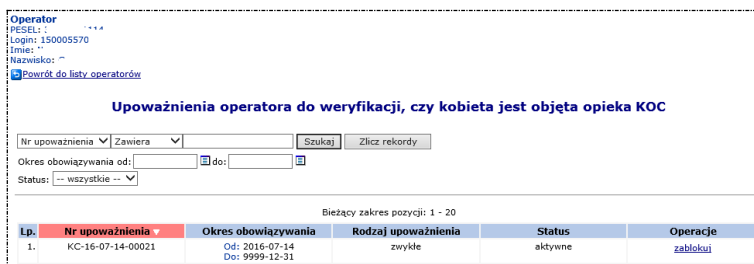 Operator
PESEL:
Login: 150005570
Imie:
Nazwisko:
Powrót do listy operatorów
Upoważnienia operatora do weryfikacji, czy kobieta jest objęta opieka KOC
Nr upoważnienia Zawiera Szukaj Zlicz rekordy
Okres obowiązywania od: do:
Status: -- wszystkie --
Bieżący zakres pozycji: 1 - 20
Lp. Nr upoważnienia Okres obowiązywania Rodzaj upoważnienia Status Operacje
1. KC-16-07-14-00021 Od: 2016-07-14 zwykłe aktywne zablokuj
Do: 9999-12-31